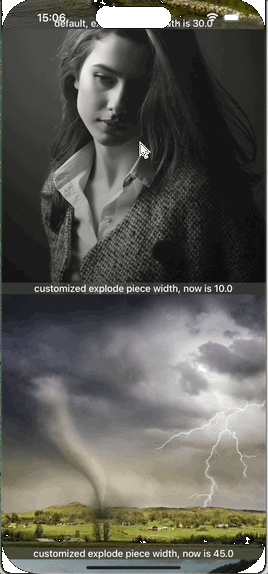 15:06
default, e th is 30.0
customized explode piece width, now is 10.0
customized explode piece width, now is 45.0